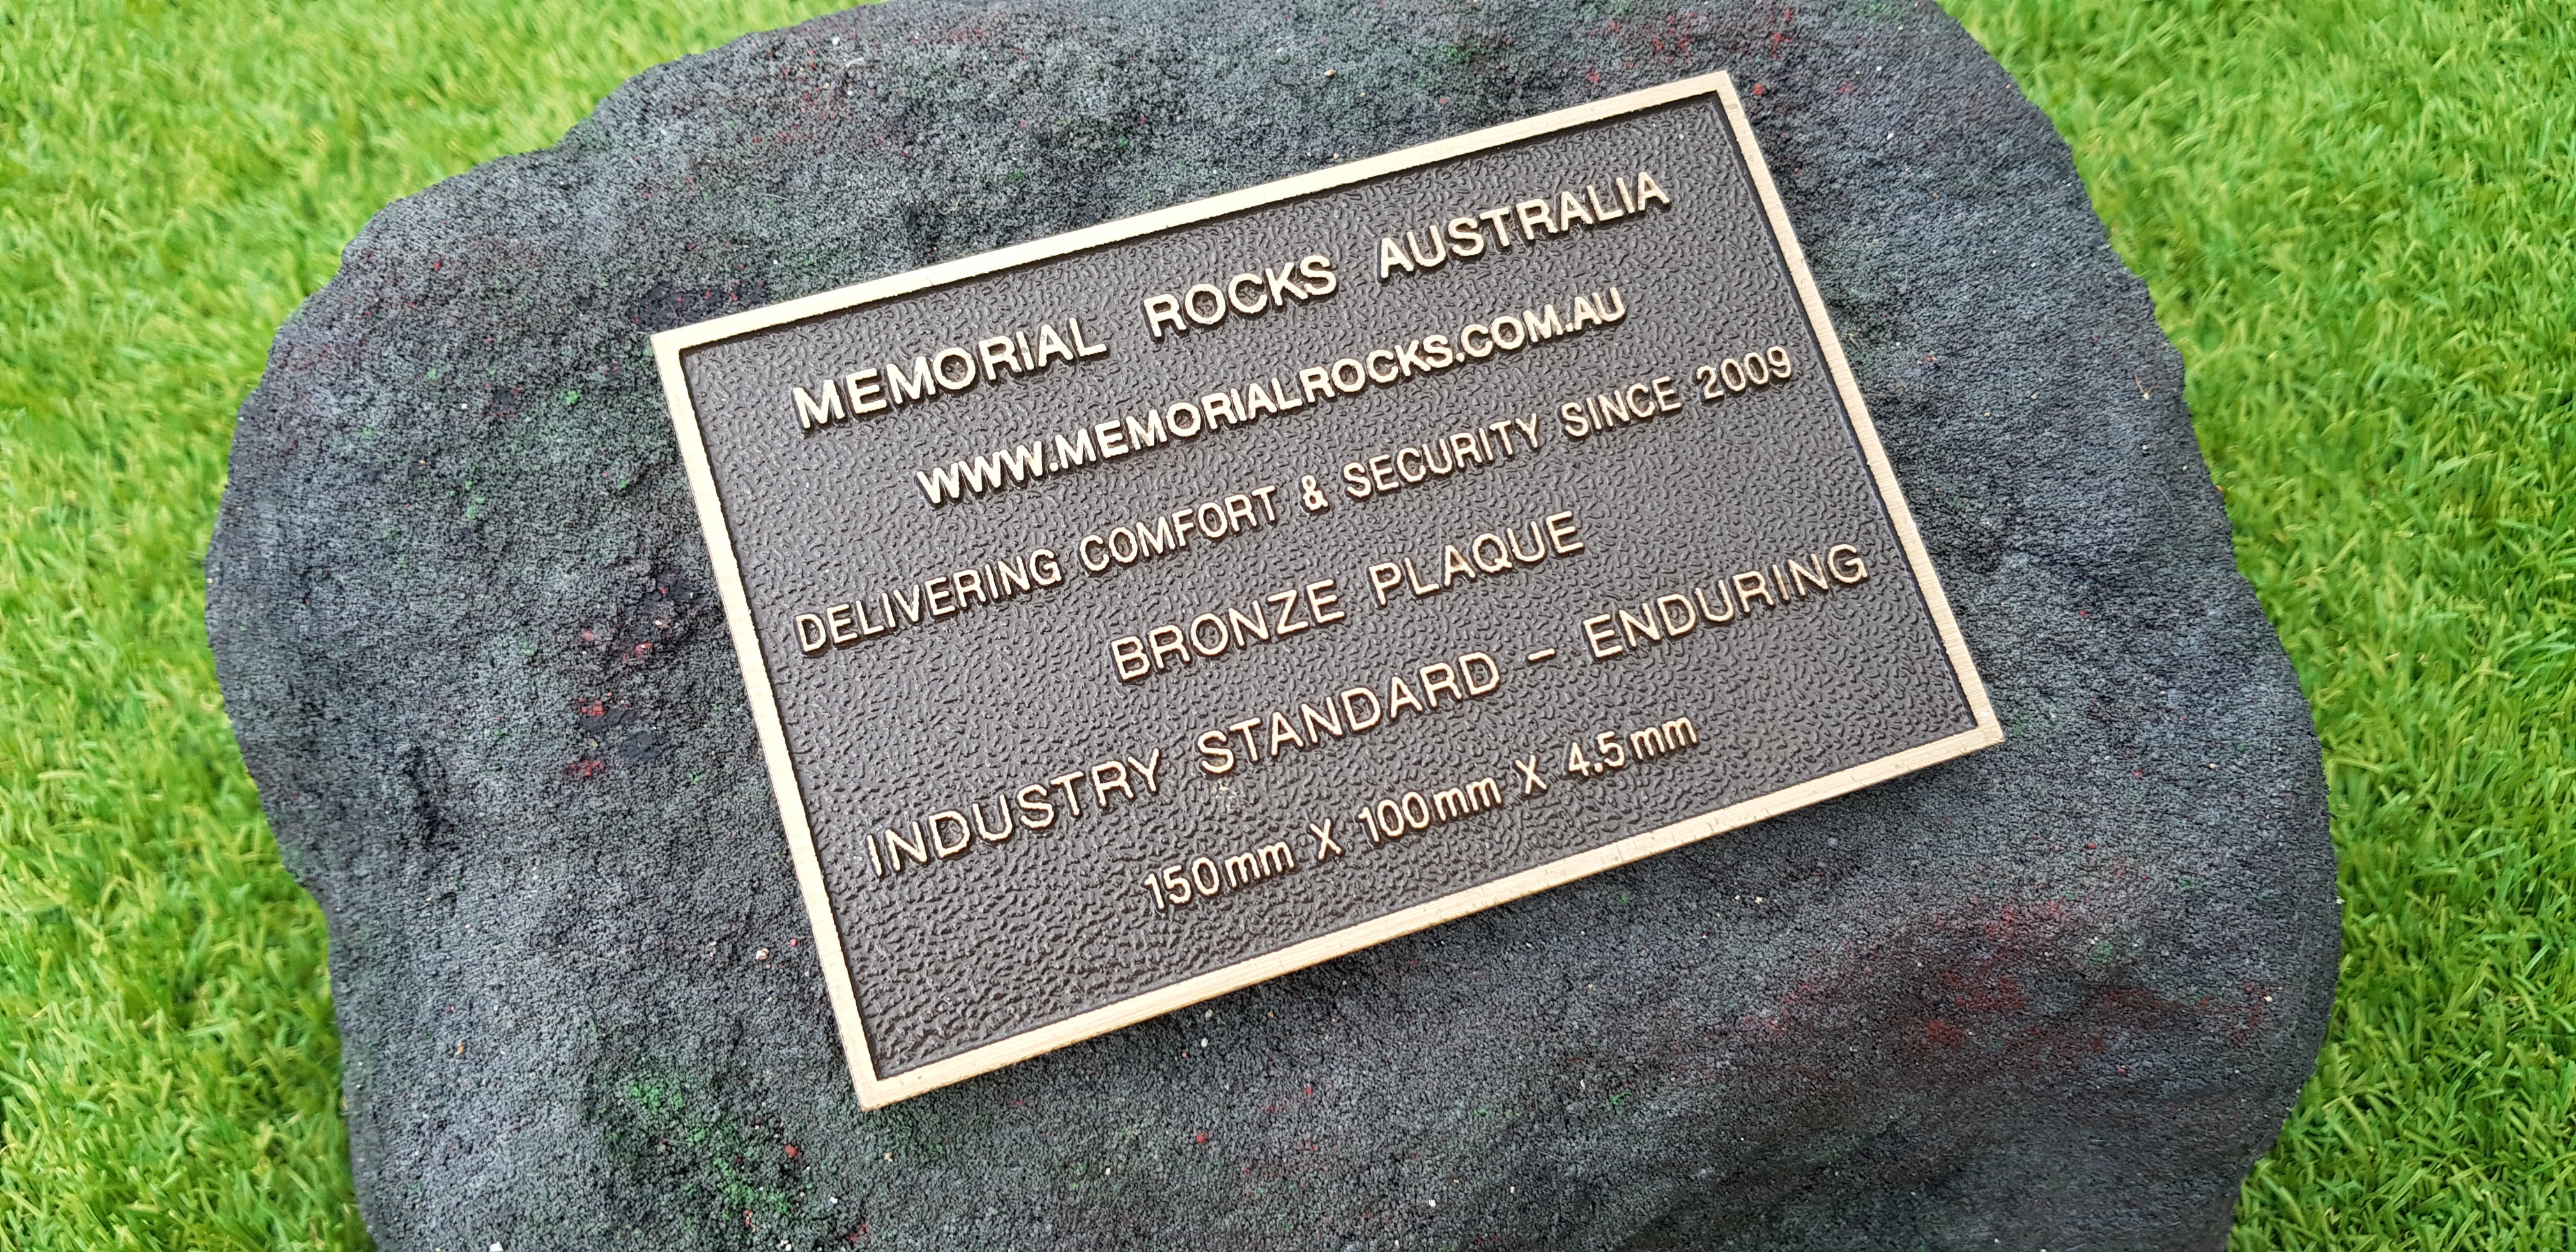 MEMORIAL ROCKS AUSTRALIA
WWW.MEMORIALROCKS.COM.AU
DELIVERING COMFORT & SECURITY SINCE 2009
BRONZE PLAQUE
INDUSTRY STANDARD - ENDURING
150mm X 100mm X 4.5mm